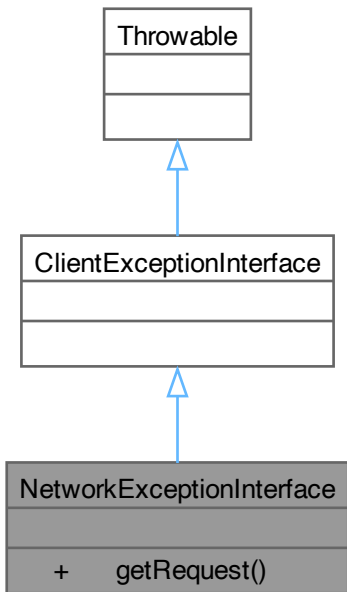 Throwable
ClientExceptionInterface
NetworkExceptionInterface
+ getRequest()